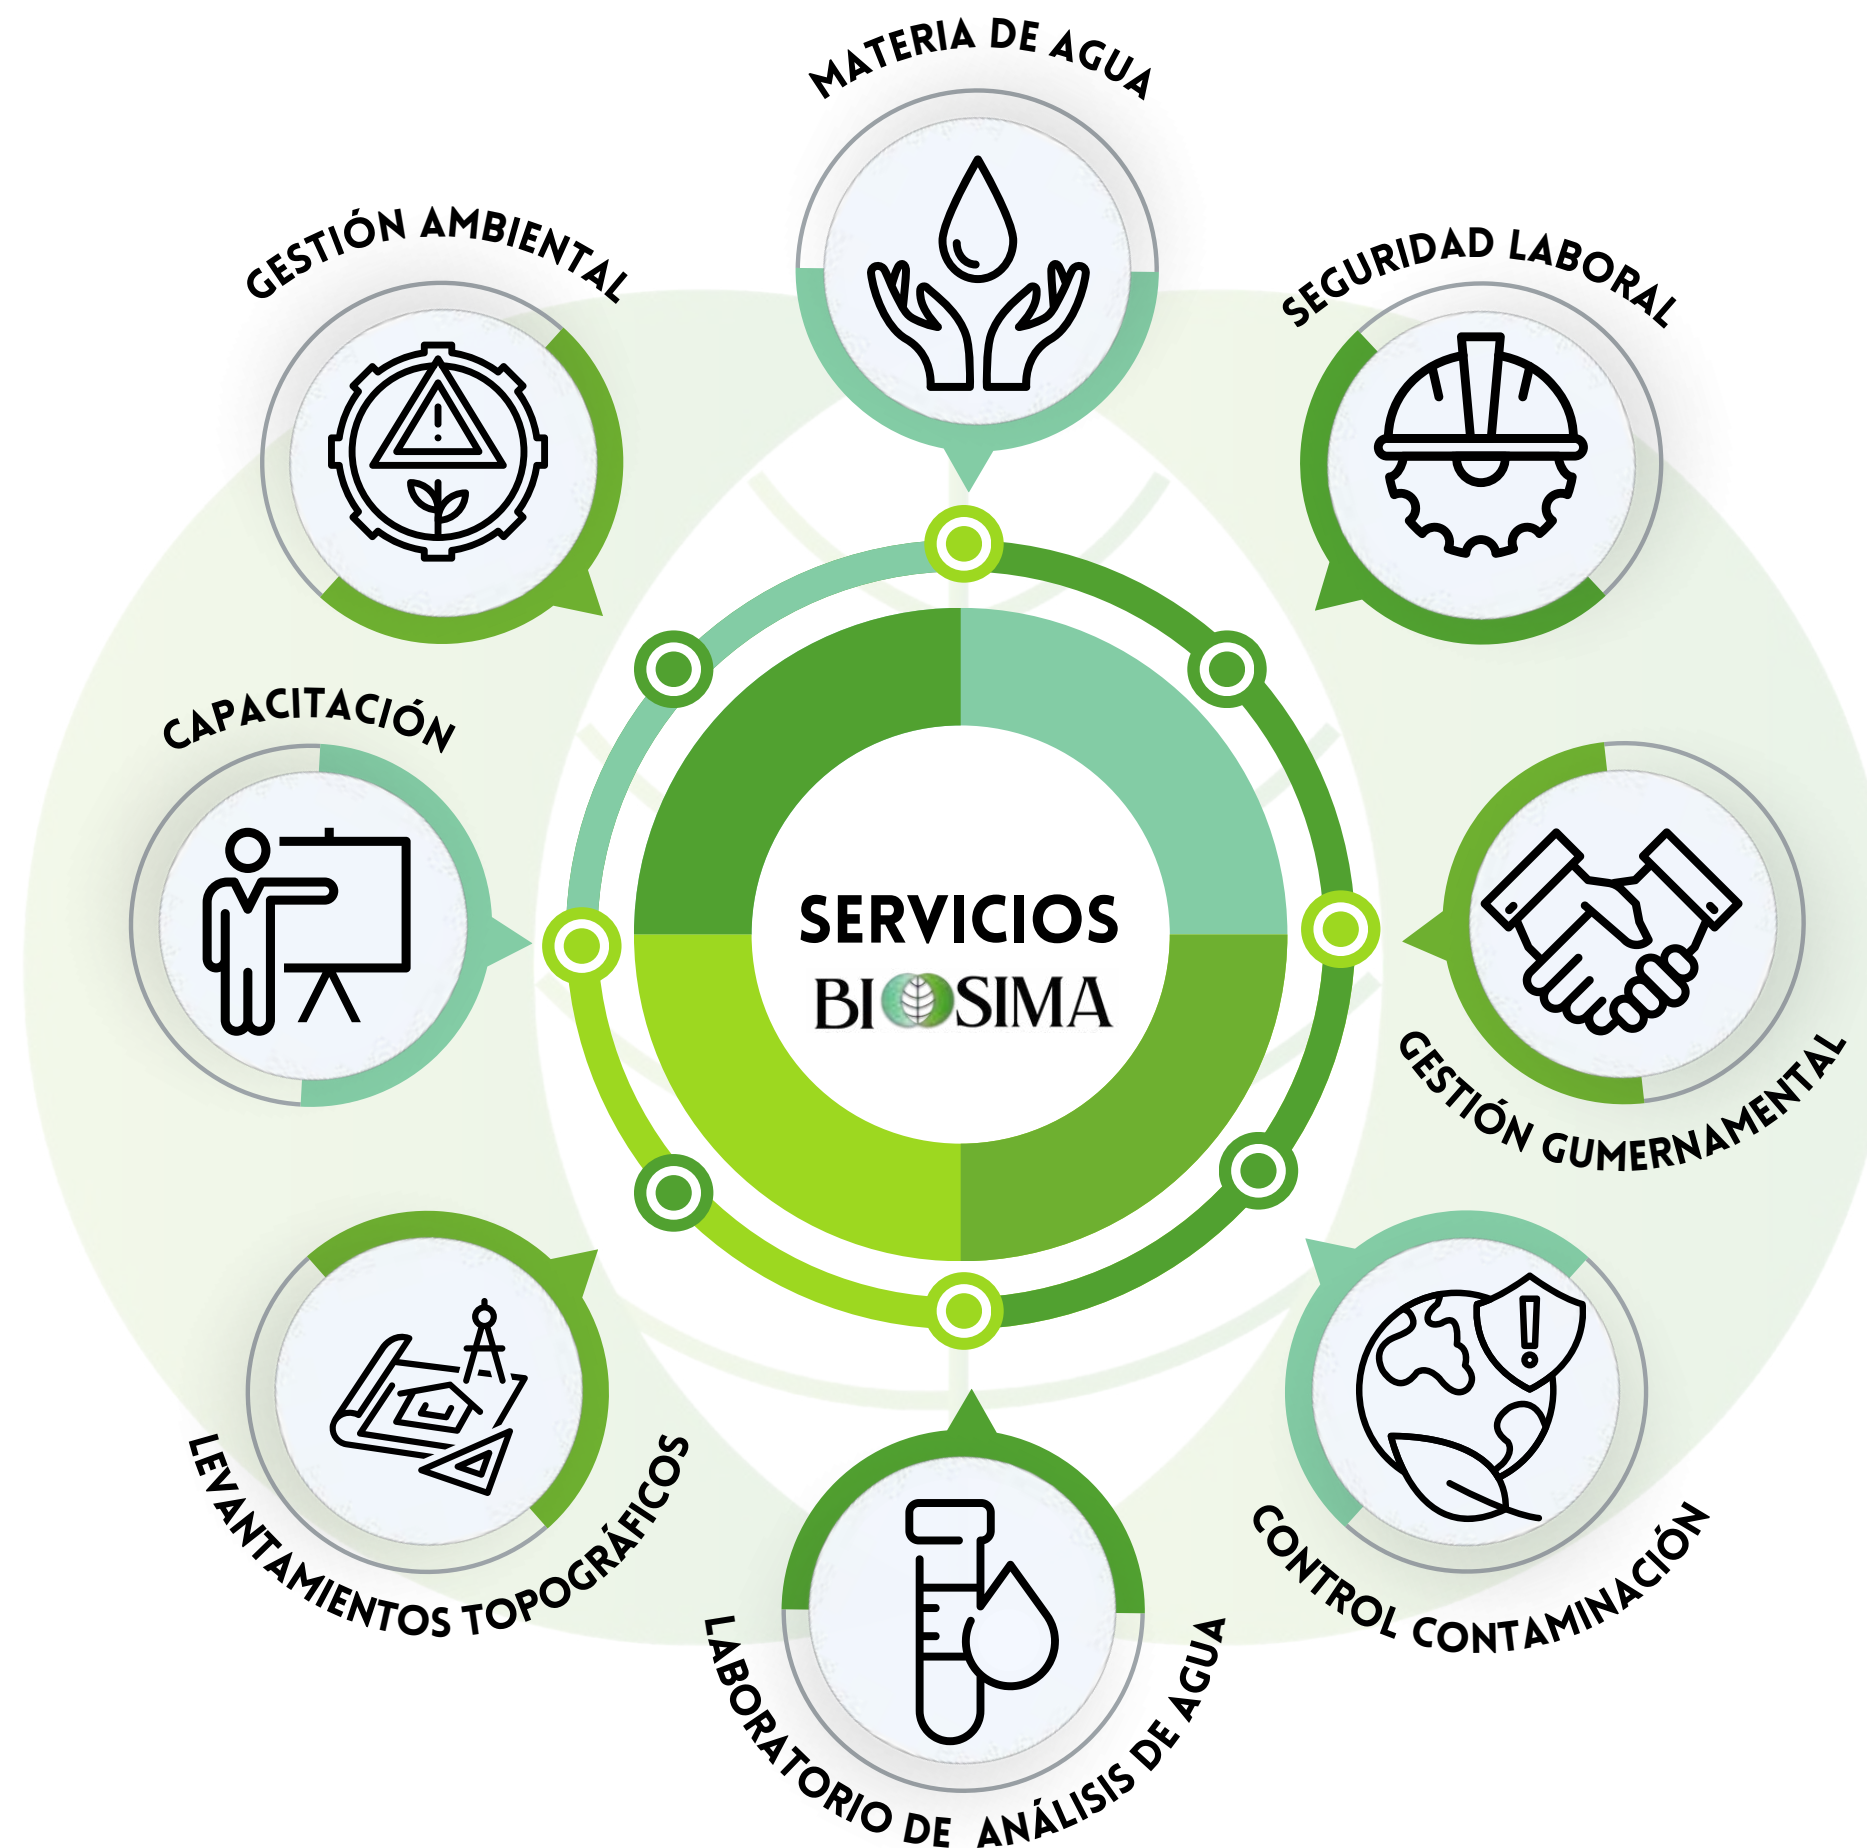 MATERIA DE AGUA
GESTIÓN AMBIENTAL
SEGURIDAD LABORAL
CAPACITACIÓN
SERVICIOS
BIOSIMA
GESTIÓN GUMERNAMENTAL
LEVANTAMIENTOS TOPOGRÁFICOS
CONTROL CONTAMINACIÓN
LABORATORIO DE ANÁLISIS DE AGUA